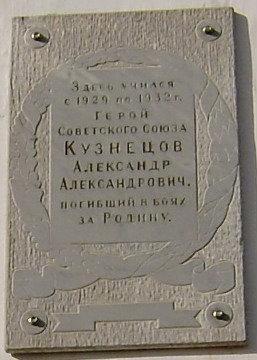 Здесь учился
с 1929 по 1932 г.
Герой
Советского Союза
Кузнецов
Александр
Александрович,
погибший в боях
за Родину.